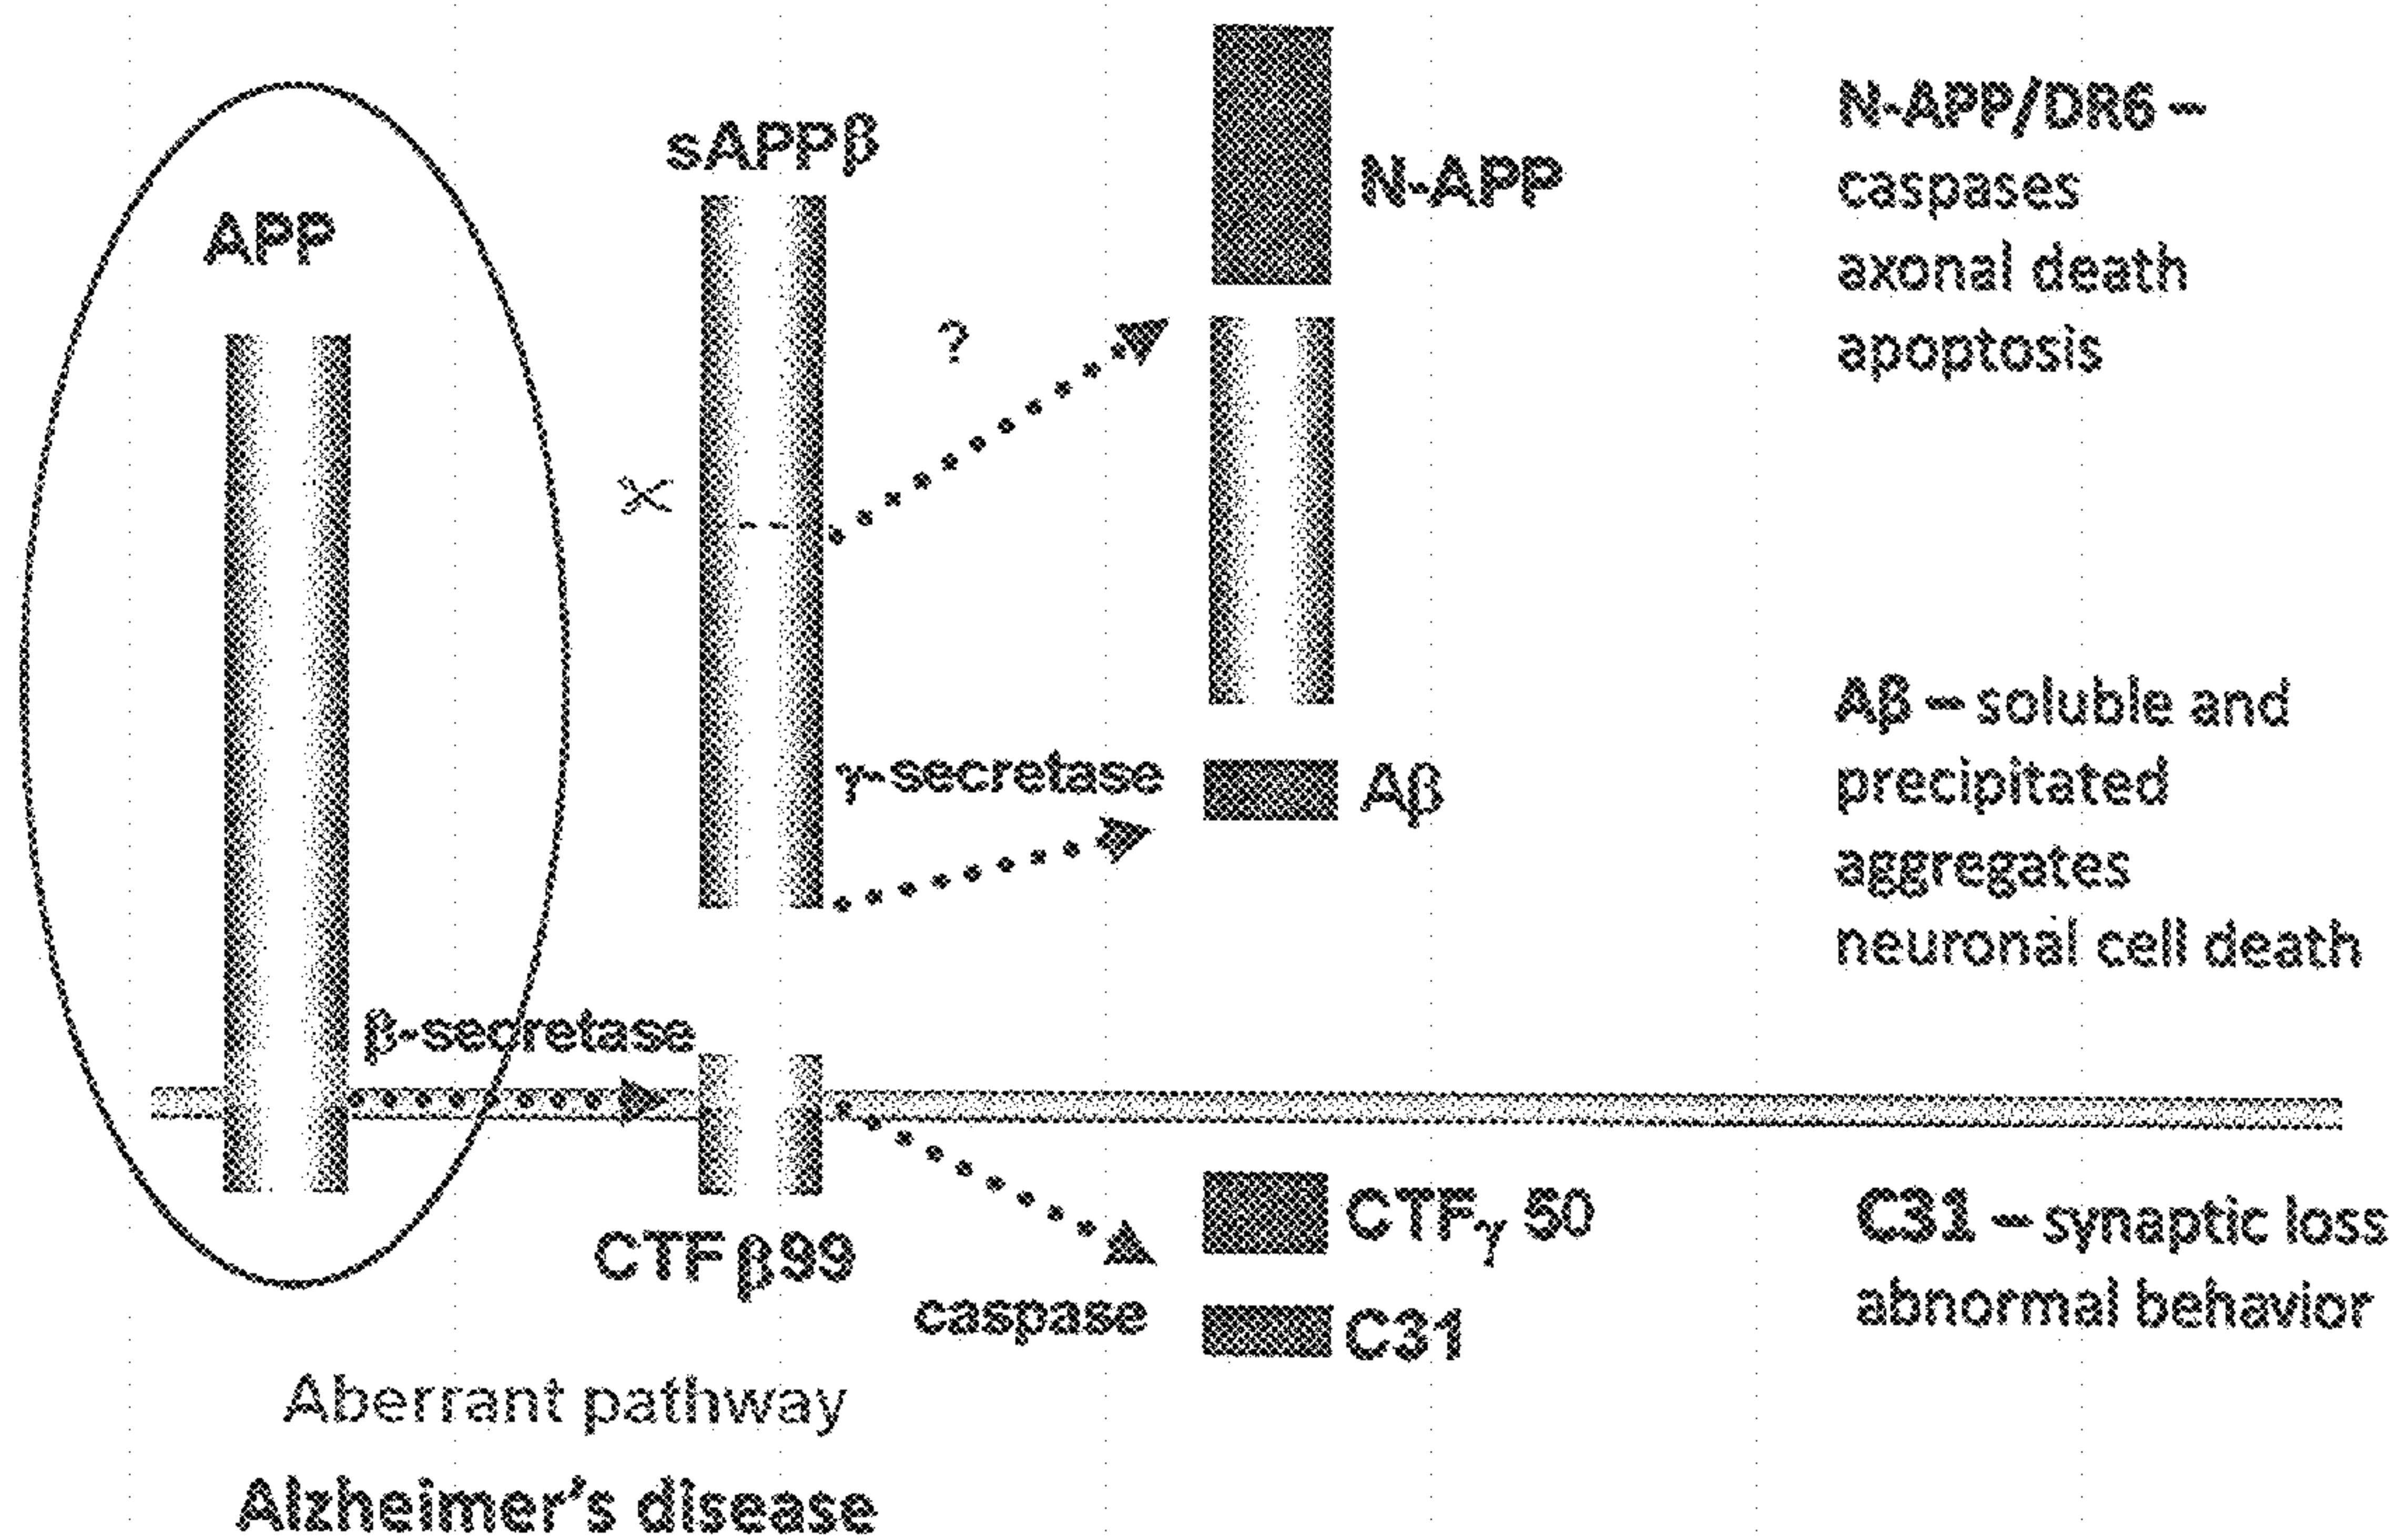 APP
sAPPβ
?
N-APP
γ-secretase
Aβ
β-secretase
CTFβ99
caspase
CTFγ 50
C31
N-APP/DR6 –
caspases
axonal death
apoptosis
Aβ – soluble and
precipitated
aggregates
neuronal cell death
C31 – synaptic loss
abnormal behavior
Aberrant pathway
Alzheimer's disease